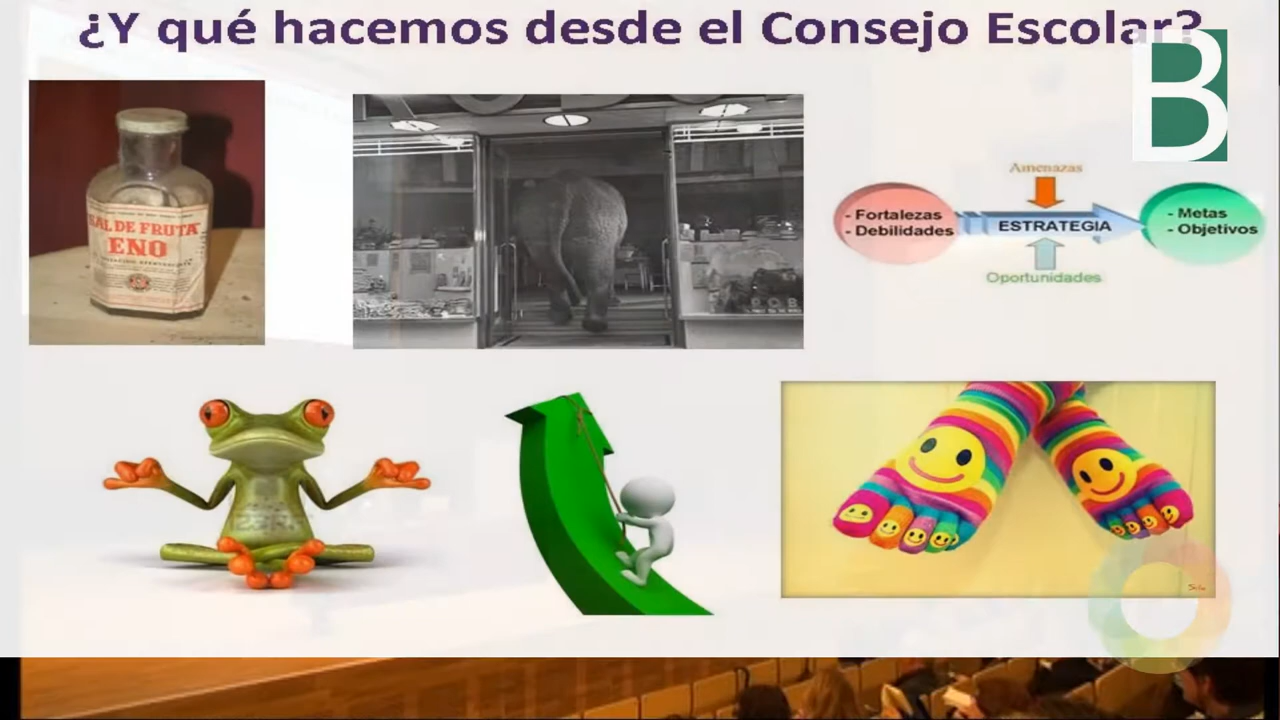 ¿Y qué hacemos desde el Consejo Escolar?
B
SAL DE FRUTA
ENO
Amenazas
- Fortalezas
- Debilidades
ESTRATEGIA
- Metas
- Objetivos
Oportunidades